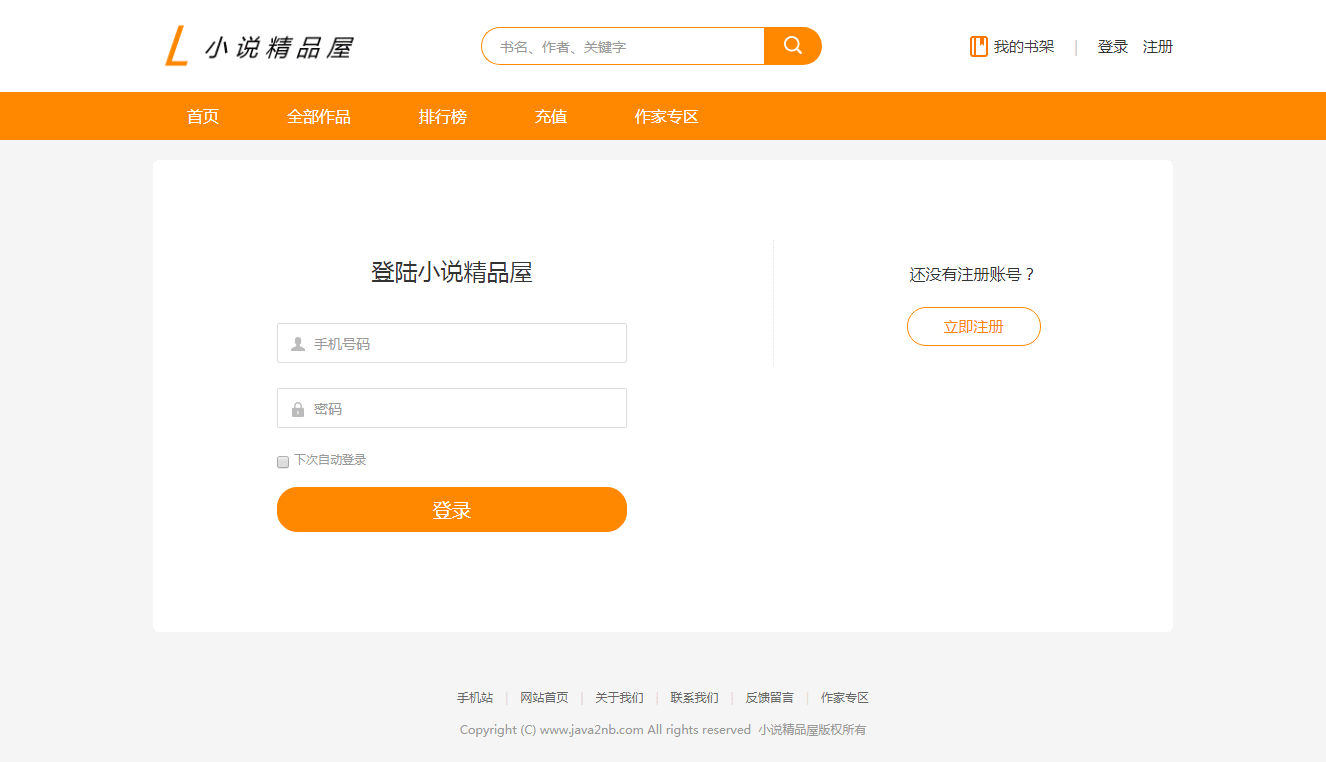 小说精品屋
书名、作者、关键字
我的书架 | 登录 注册
首页 全部作品 排行榜 充值 作家专区
登陆小说精品屋
还没有注册账号？
立即注册
手机号码
密码
下次自动登录
登录
手机站 | 网站首页 | 关于我们 | 联系我们 | 反馈留言 | 作家专区
Copyright (C) www.java2nb.com All rights reserved 小说精品屋版权所有